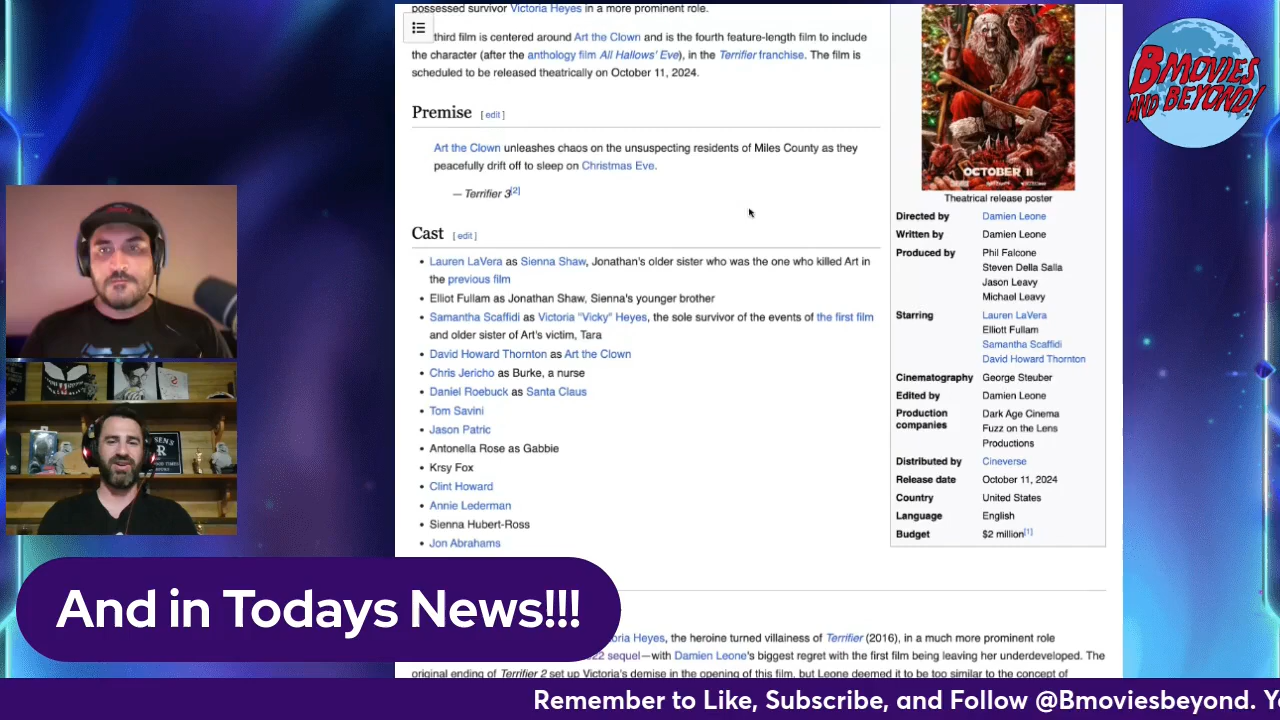 possessed survivor Victoria Heyes in a more prominent role.
third film is centered around Art the Clown and is the fourth feature-length film to include
the character (after the anthology film All Hallows' Eve), in the Terrifier franchise. The film is
scheduled to be released theatrically on October 11, 2024.
Premise [ edit ]
Art the Clown unleashes chaos on the unsuspecting residents of Miles County as they
peacefully drift off to sleep on Christmas Eve.
— Terrifier 3[2]
Cast [ edit ]
• Lauren LaVera as Sienna Shaw, Jonathan's older sister who was the one who killed Art in
the previous film
• Elliot Fullam as Jonathan Shaw, Sienna's younger brother
• Samantha Scaffidi as Victoria "Vicky" Heyes, the sole survivor of the events of the first film
and older sister of Art's victim, Tara
• David Howard Thornton as Art the Clown
• Chris Jericho as Burke, a nurse
• Daniel Roebuck as Santa Claus
• Tom Savini
• Jason Patric
• Antonella Rose as Gabbie
• Krsy Fox
• Clint Howard
• Annie Lederman
• Sienna Hubert-Ross
• Jon Abrahams
OCTOBER 11
Theatrical release poster
Directed by Damien Leone
Written by Damien Leone
Produced by Phil Falcone
Steven Della Salla
Jason Leavy
Michael Leavy
Starring Lauren LaVera
Elliott Fullam
Samantha Scaffidi
David Howard Thornton
Cinematography George Steuber
Edited by Damien Leone
Production companies Dark Age Cinema
Fuzz on the Lens
Productions
Distributed by Cineverse
Release date October 11, 2024
Country United States
Language English
Budget $2 million[1]
BMOVIES
AND BEYOND!
And in Todays News!!!
oria Heyes, the heroine turned villainess of Terrifier (2016), in a much more prominent role
22 sequel—with Damien Leone's biggest regret with the first film being leaving her underdeveloped. The
original ending of Terrifier 2 set up Victoria's demise in the opening of this film, but Leone deemed it to be too similar to the concept of
Remember to Like, Subscribe, and Follow @Bmoviesbeyond. Y